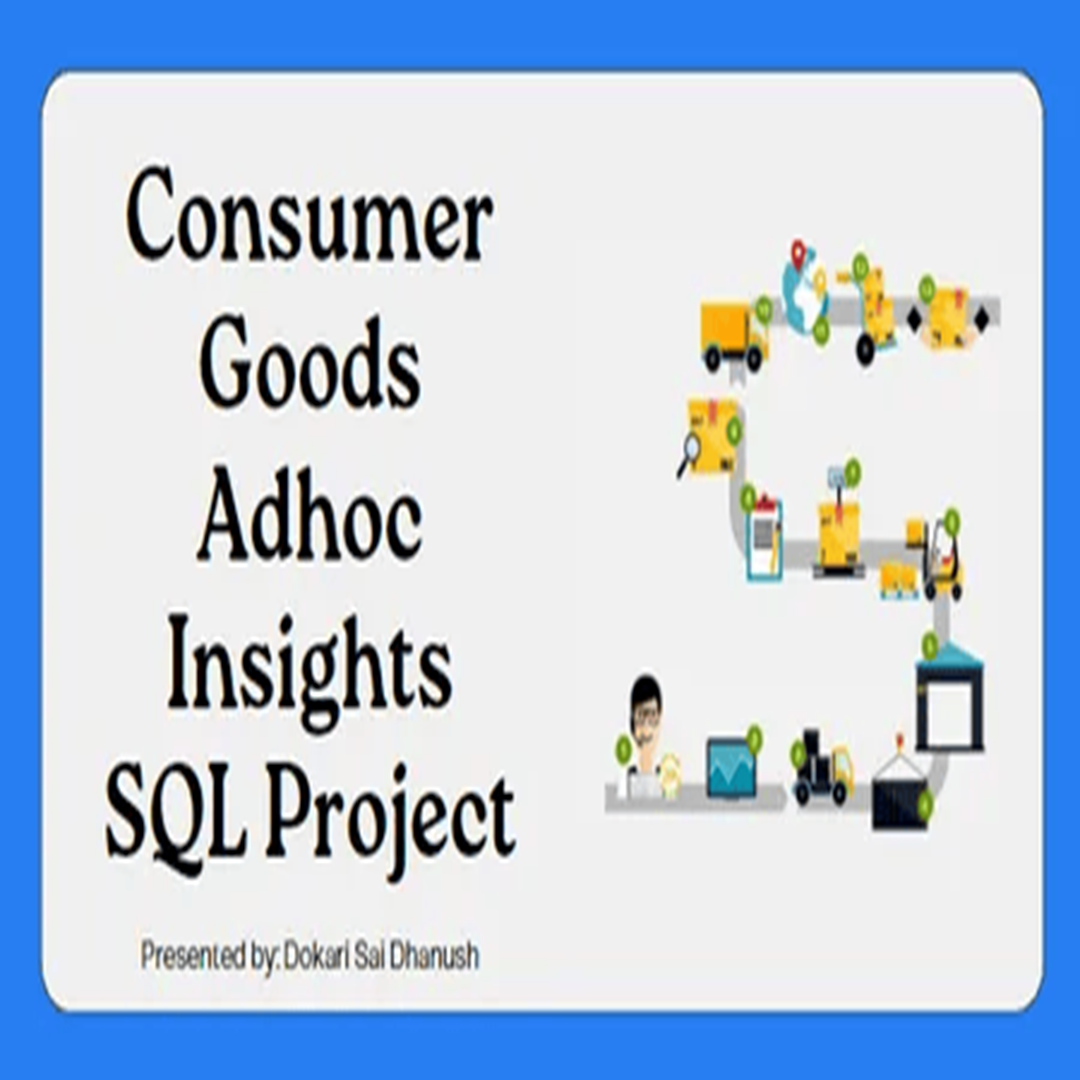 Consumer
Goods
Adhoc
Insights
SQL Project
Presented by: Dokari Sai Dhanush